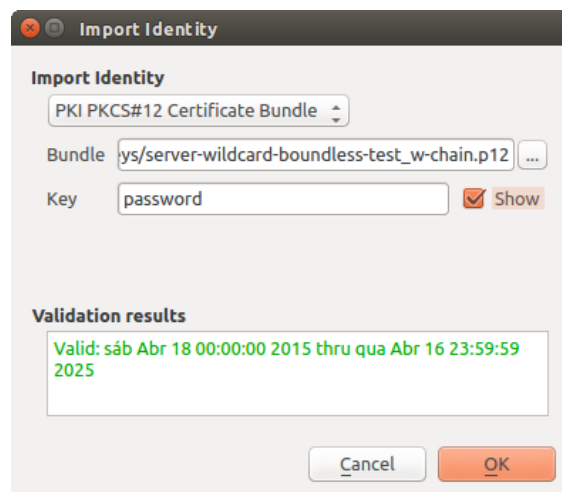 Import Identity
Import Identity
PKI PKCS#12 Certificate Bundle
Bundle ys/server-wildcard-boundless-test_w-chain.p12 ...
Key password Show
Validation results
Valid: sáb Abr 18 00:00:00 2015 thru qua Abr 16 23:59:59
2025
Cancel OK